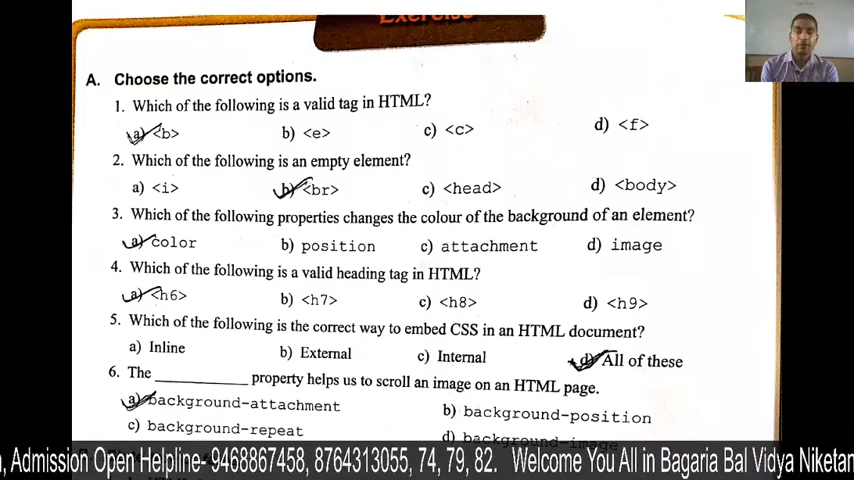 Exercise
A. Choose the correct options.
1. Which of the following is a valid tag in HTML?
a) <b> b) <e> c) <c> d) <f>
2. Which of the following is an empty element?
a) <i> b) <br> c) <head> d) <body>
3. Which of the following properties changes the colour of the background of an element?
a) color b) position c) attachment d) image
4. Which of the following is a valid heading tag in HTML?
a) <h6> b) <h7> c) <h8> d) <h9>
5. Which of the following is the correct way to embed CSS in an HTML document?
a) Inline b) External c) Internal d) All of these
6. The __________ property helps us to scroll an image on an HTML page.
a) background-attachment b) background-position
c) background-repeat d) background-image
, Admission Open Helpline- 9468867458, 8764313055, 74, 79, 82. Welcome You All in Bagaria Bal Vidya Niketan